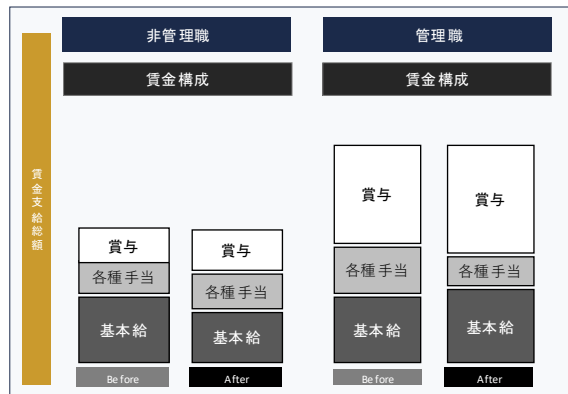 非管理職
管理職
賃金構成
賃金構成
賃金支給総額
賞与
各種手当
基本給
Before
賞与
各種手当
基本給
After
賞与
各種手当
基本給
Before
賞与
各種手当
基本給
After